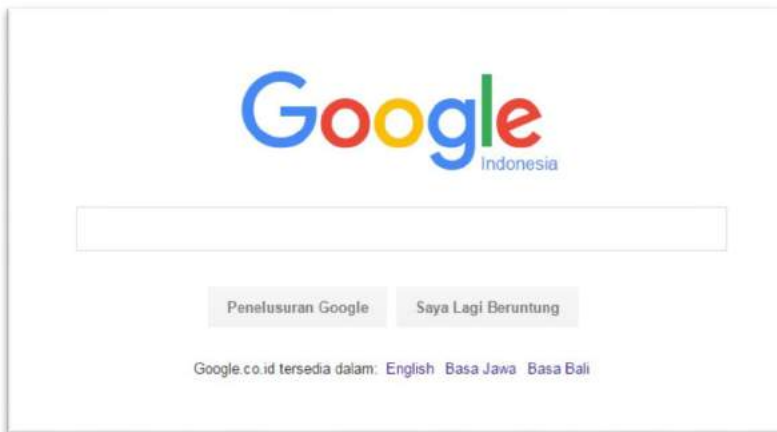 Google
Indonesia
Penelusuran Google Saya Lagi Beruntung
Google.co.id tersedia dalam: English Basa Jawa Basa Bali